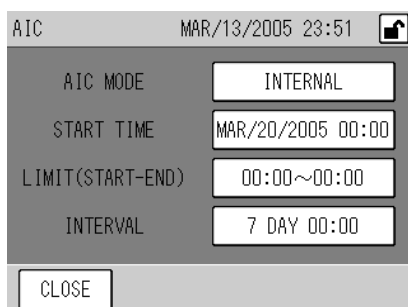 AIC MAR/13/2005 23:51
AIC MODE INTERNAL
START TIME MAR/20/2005 00:00
LIMIT(START-END) 00:00~00:00
INTERVAL 7 DAY 00:00
CLOSE